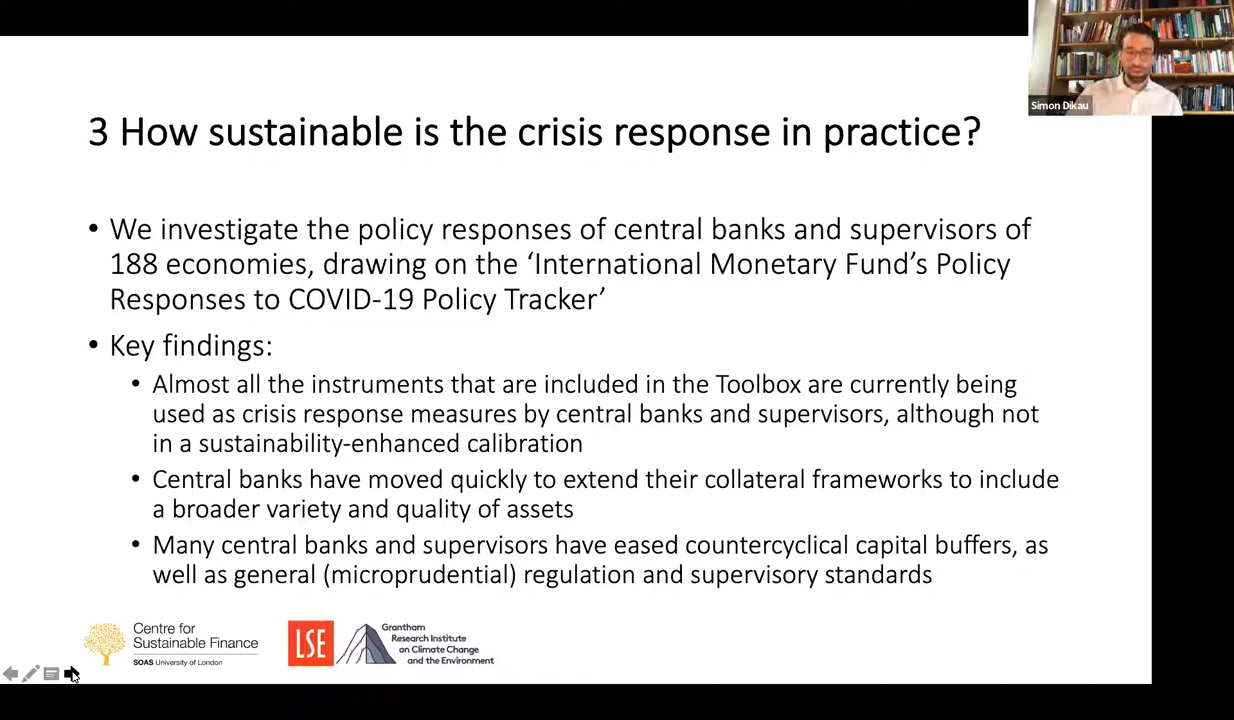 Simon Dikau
3 How sustainable is the crisis response in practice?
• We investigate the policy responses of central banks and supervisors of
188 economies, drawing on the ‘International Monetary Fund’s Policy
Responses to COVID-19 Policy Tracker’
• Key findings:
• Almost all the instruments that are included in the Toolbox are currently being
used as crisis response measures by central banks and supervisors, although not
in a sustainability-enhanced calibration
• Central banks have moved quickly to extend their collateral frameworks to include
a broader variety and quality of assets
• Many central banks and supervisors have eased countercyclical capital buffers, as
well as general (microprudential) regulation and supervisory standards
Centre for
Sustainable Finance
SOAS University of London
LSE
Grantham
Research Institute
on Climate Change
and the Environment